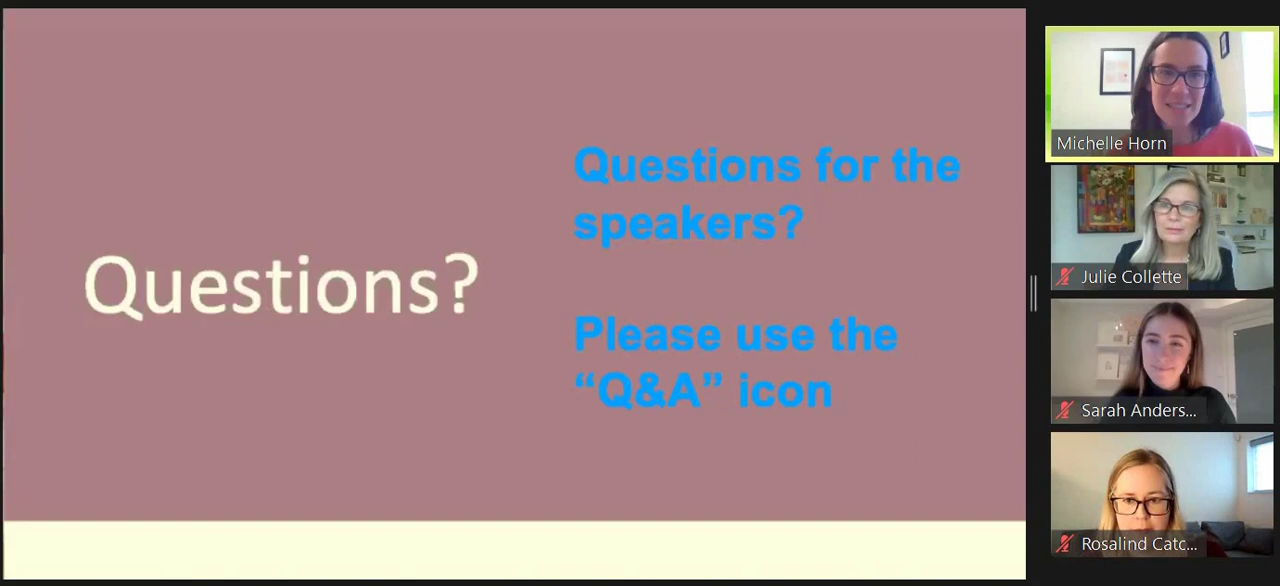 Questions?
Questions for the
speakers?
Please use the
“Q&A” icon
Michelle Horn
Julie Collette
Sarah Anders...
Rosalind Catc...